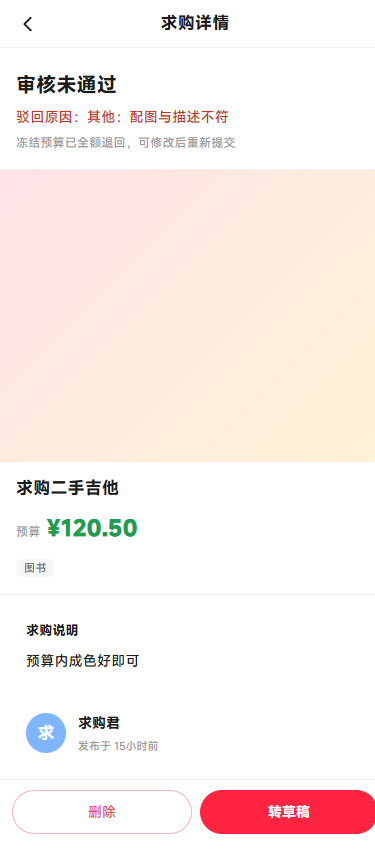 求购详情
审核未通过
驳回原因：其他：配图与描述不符
冻结预算已全额退回，可修改后重新提交
求购二手吉他
预算 ¥120.50
图书
求购说明
预算内成色好即可
求
求购君
发布于 15小时前
删除
转草稿